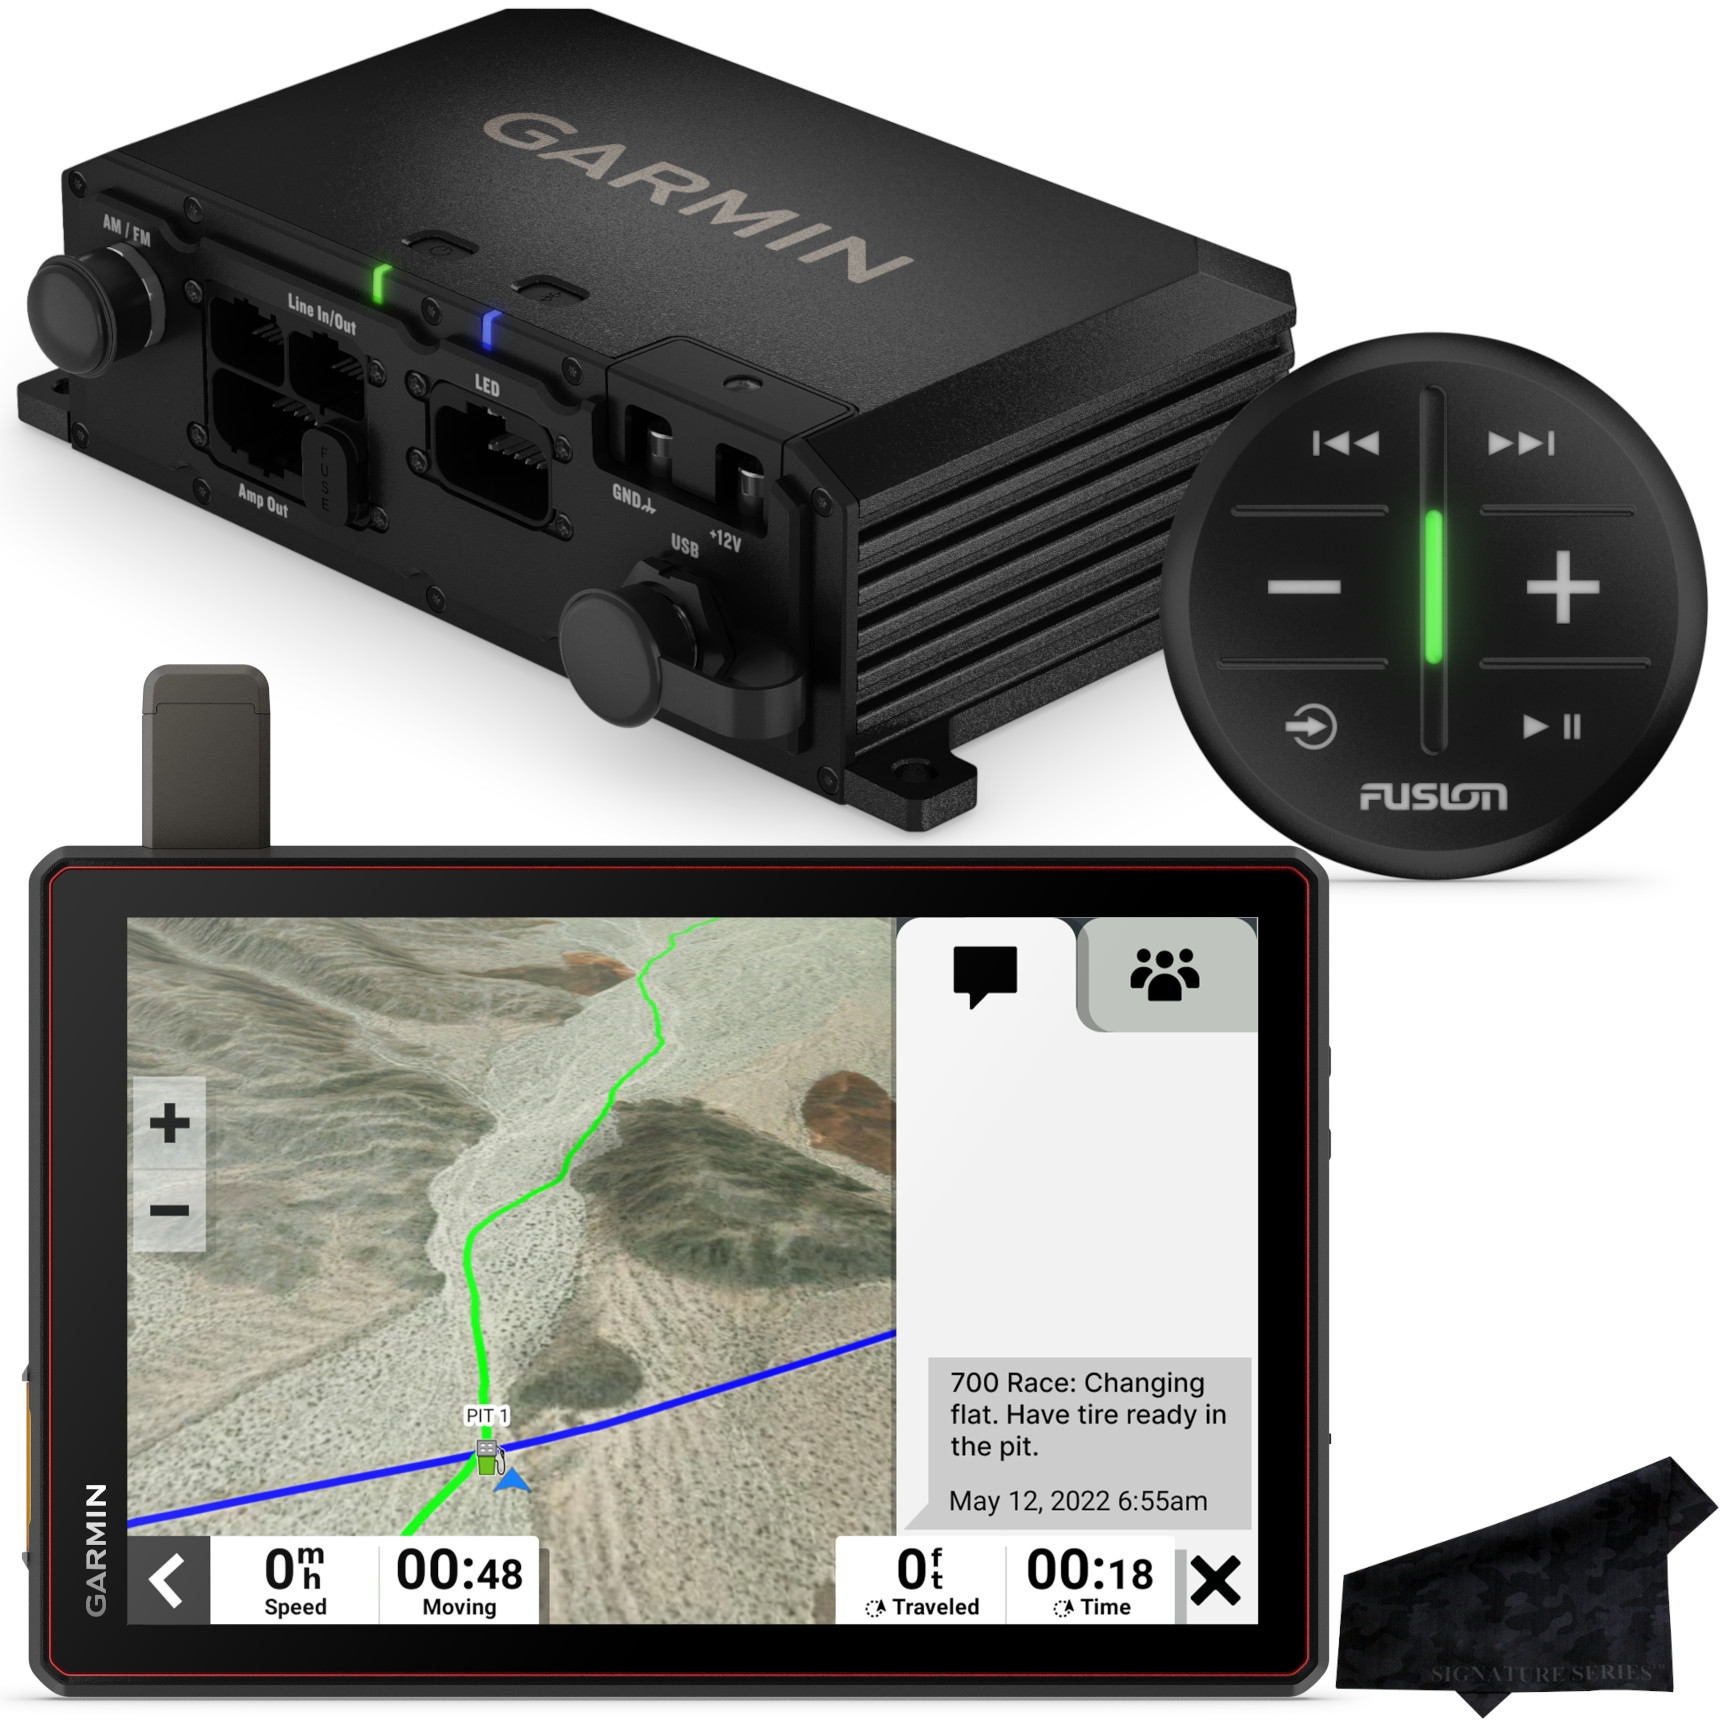 GARMIN
AM / FM
Line In/Out
LED
FUSE
Amp Out
GND
+12V
USB
FUSION
GARMIN
PIT 1
700 Race: Changing
flat. Have tire ready in
the pit.
May 12, 2022 6:55am
0 mh
Speed
00:48
Moving
0 ft
Traveled
00:18
Time
SIGNATURE SERIES™